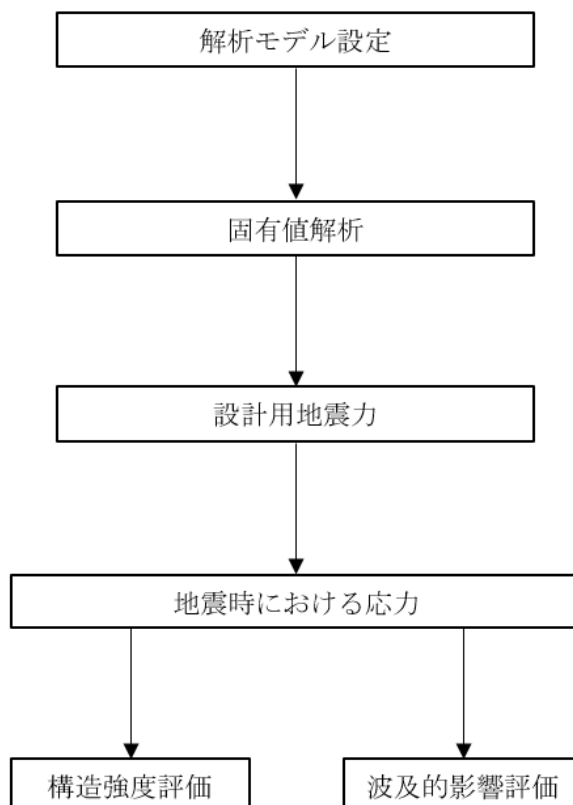 解析モデル設定
固有値解析
設計用地震力
地震時における応力
構造強度評価
波及的影響評価